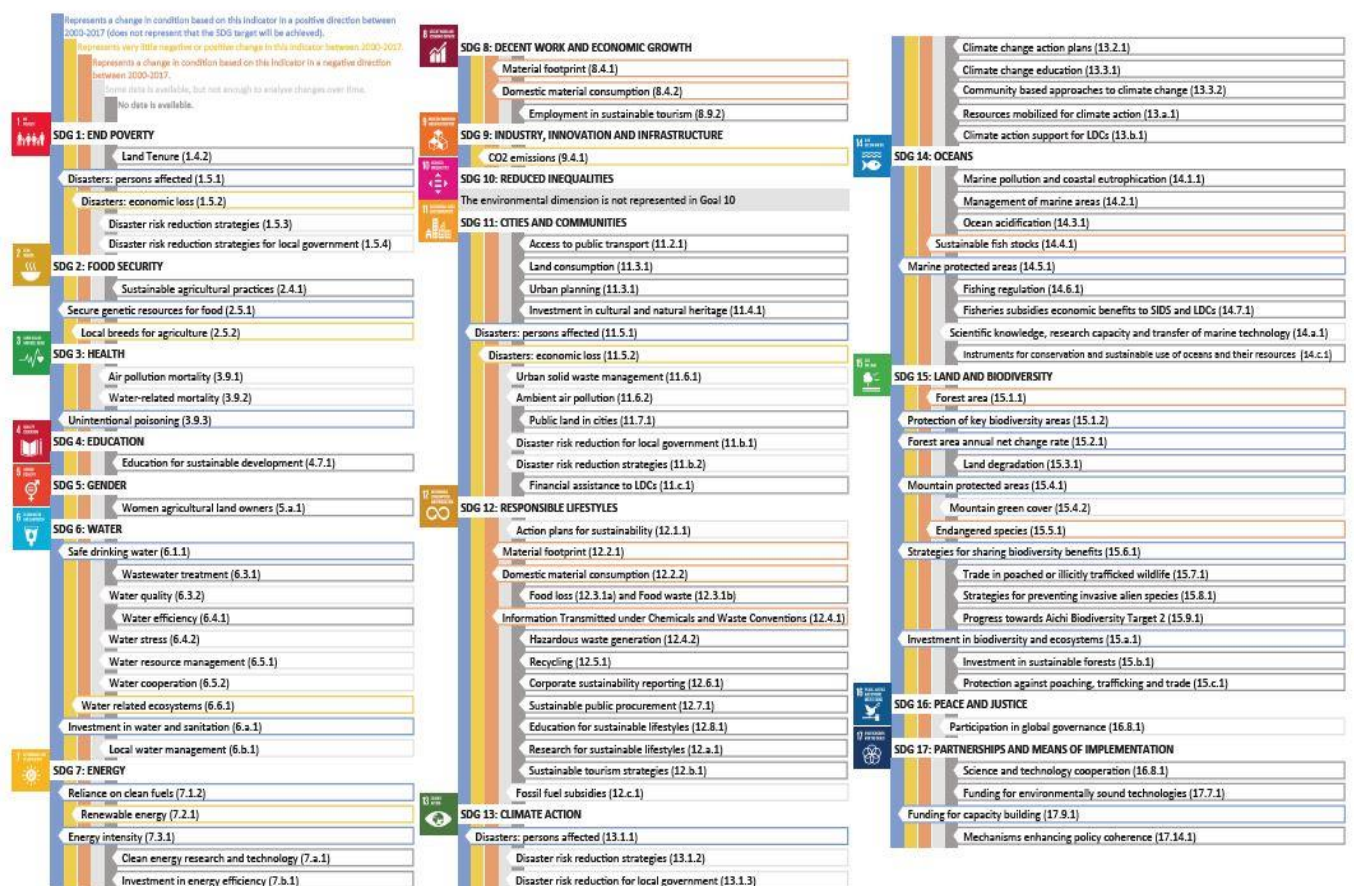 Represents a change in condition based on this indicator in a positive direction between
2000-2017 (does not represent that the SDG target will be achieved).
Represents very little negative or positive change in this indicator between 2000-2017.
Represents a change in condition based on this indicator in a negative direction
between 2000-2017.
Some data is available, but not enough to analyse changes over time.
No data is available.
SDG 1: END POVERTY
Land Tenure (1.4.2)
Disasters: persons affected (1.5.1)
Disasters: economic loss (1.5.2)
Disaster risk reduction strategies (1.5.3)
Disaster risk reduction strategies for local government (1.5.4)
SDG 2: FOOD SECURITY
Sustainable agricultural practices (2.4.1)
Secure genetic resources for food (2.5.1)
Local breeds for agriculture (2.5.2)
SDG 3: HEALTH
Air pollution mortality (3.9.1)
Water-related mortality (3.9.2)
Unintentional poisoning (3.9.3)
SDG 4: EDUCATION
Education for sustainable development (4.7.1)
SDG 5: GENDER
Women agricultural land owners (5.a.1)
SDG 6: WATER
Safe drinking water (6.1.1)
Wastewater treatment (6.3.1)
Water quality (6.3.2)
Water efficiency (6.4.1)
Water stress (6.4.2)
Water resource management (6.5.1)
Water cooperation (6.5.2)
Water related ecosystems (6.6.1)
Investment in water and sanitation (6.a.1)
Local water management (6.b.1)
SDG 7: ENERGY
Reliance on clean fuels (7.1.2)
Renewable energy (7.2.1)
Energy intensity (7.3.1)
Clean energy research and technology (7.a.1)
Investment in energy efficiency (7.b.1)
SDG 8: DECENT WORK AND ECONOMIC GROWTH
Material footprint (8.4.1)
Domestic material consumption (8.4.2)
Employment in sustainable tourism (8.9.2)
SDG 9: INDUSTRY, INNOVATION AND INFRASTRUCTURE
CO2 emissions (9.4.1)
SDG 10: REDUCED INEQUALITIES
The environmental dimension is not represented in Goal 10
SDG 11: CITIES AND COMMUNITIES
Access to public transport (11.2.1)
Land consumption (11.3.1)
Urban planning (11.3.1)
Investment in cultural and natural heritage (11.4.1)
Disasters: persons affected (11.5.1)
Disasters: economic loss (11.5.2)
Urban solid waste management (11.6.1)
Ambient air pollution (11.6.2)
Public land in cities (11.7.1)
Disaster risk reduction for local government (11.b.1)
Disaster risk reduction strategies (11.b.2)
Financial assistance to LDCs (11.c.1)
SDG 12: RESPONSIBLE LIFESTYLES
Action plans for sustainability (12.1.1)
Material footprint (12.2.1)
Domestic material consumption (12.2.2)
Food loss (12.3.1a) and Food waste (12.3.1b)
Information Transmitted under Chemicals and Waste Conventions (12.4.1)
Hazardous waste generation (12.4.2)
Recycling (12.5.1)
Corporate sustainability reporting (12.6.1)
Sustainable public procurement (12.7.1)
Education for sustainable lifestyles (12.8.1)
Research for sustainable lifestyles (12.a.1)
Sustainable tourism strategies (12.b.1)
Fossil fuel subsidies (12.c.1)
SDG 13: CLIMATE ACTION
Disasters: persons affected (13.1.1)
Disaster risk reduction strategies (13.1.2)
Disaster risk reduction for local government (13.1.3)
Climate change action plans (13.2.1)
Climate change education (13.3.1)
Community based approaches to climate change (13.3.2)
Resources mobilized for climate action (13.a.1)
Climate action support for LDCs (13.b.1)
SDG 14: OCEANS
Marine pollution and coastal eutrophication (14.1.1)
Management of marine areas (14.2.1)
Ocean acidification (14.3.1)
Sustainable fish stocks (14.4.1)
Marine protected areas (14.5.1)
Fishing regulation (14.6.1)
Fisheries subsidies economic benefits to SIDS and LDCs (14.7.1)
Scientific knowledge, research capacity and transfer of marine technology (14.a.1)
Instruments for conservation and sustainable use of oceans and their resources (14.c.1)
SDG 15: LAND AND BIODIVERSITY
Forest area (15.1.1)
Protection of key biodiversity areas (15.1.2)
Forest area annual net change rate (15.2.1)
Land degradation (15.3.1)
Mountain protected areas (15.4.1)
Mountain green cover (15.4.2)
Endangered species (15.5.1)
Strategies for sharing biodiversity benefits (15.6.1)
Trade in poached or illicitly trafficked wildlife (15.7.1)
Strategies for preventing invasive alien species (15.8.1)
Progress towards Aichi Biodiversity Target 2 (15.9.1)
Investment in biodiversity and ecosystems (15.a.1)
Investment in sustainable forests (15.b.1)
Protection against poaching, trafficking and trade (15.c.1)
SDG 16: PEACE AND JUSTICE
Participation in global governance (16.8.1)
SDG 17: PARTNERSHIPS AND MEANS OF IMPLEMENTATION
Science and technology cooperation (16.8.1)
Funding for environmentally sound technologies (17.7.1)
Funding for capacity building (17.9.1)
Mechanisms enhancing policy coherence (17.14.1)